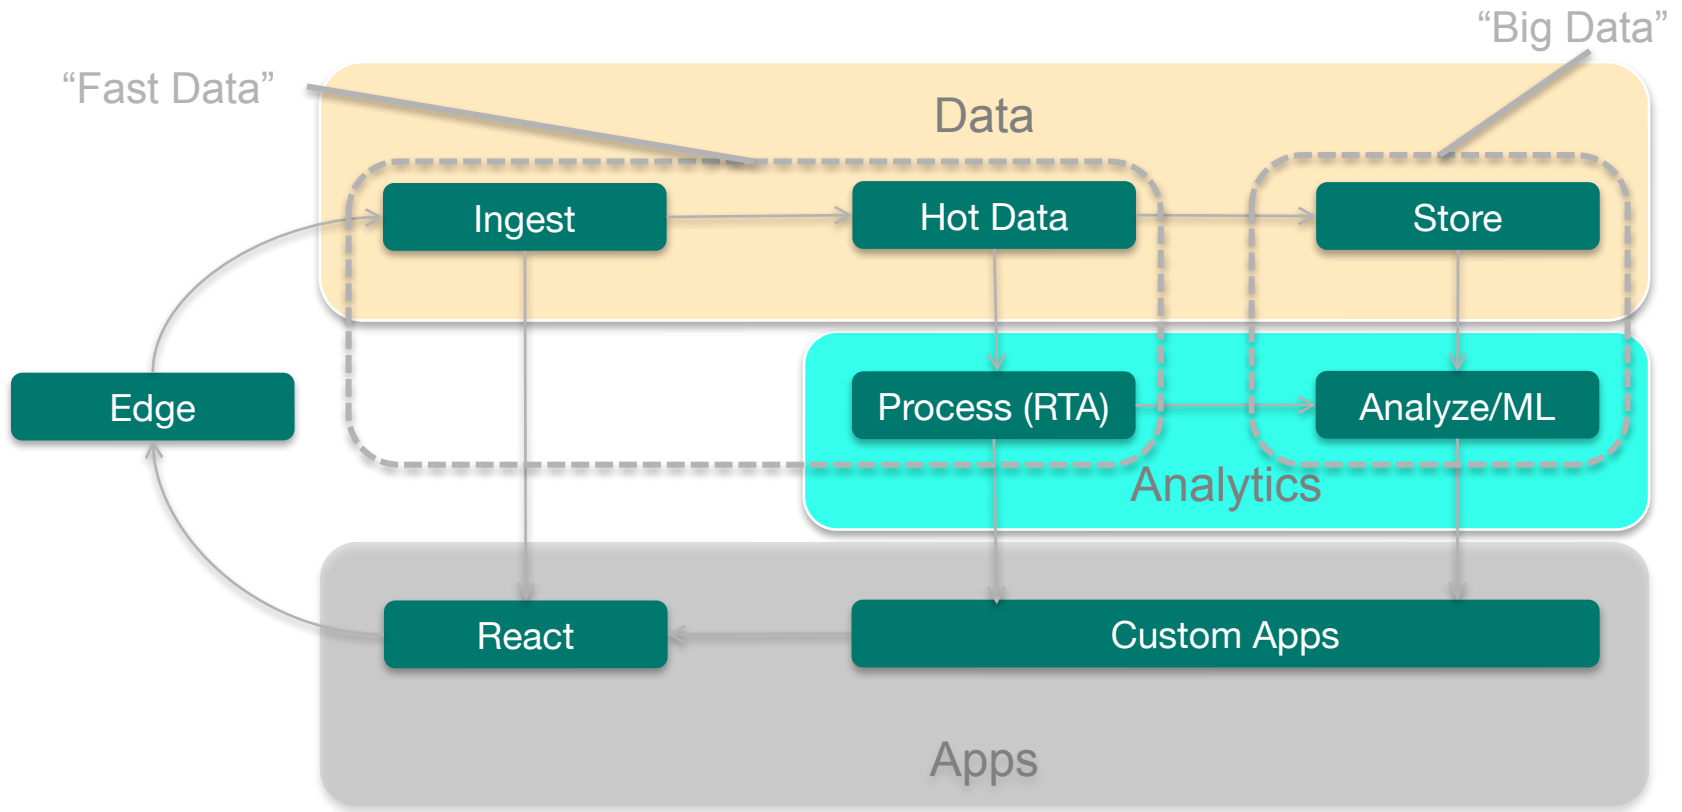 “Big Data”
“Fast Data”
Data
Ingest
Hot Data
Store
Edge
Process (RTA)
Analyze/ML
Analytics
React
Custom Apps
Apps